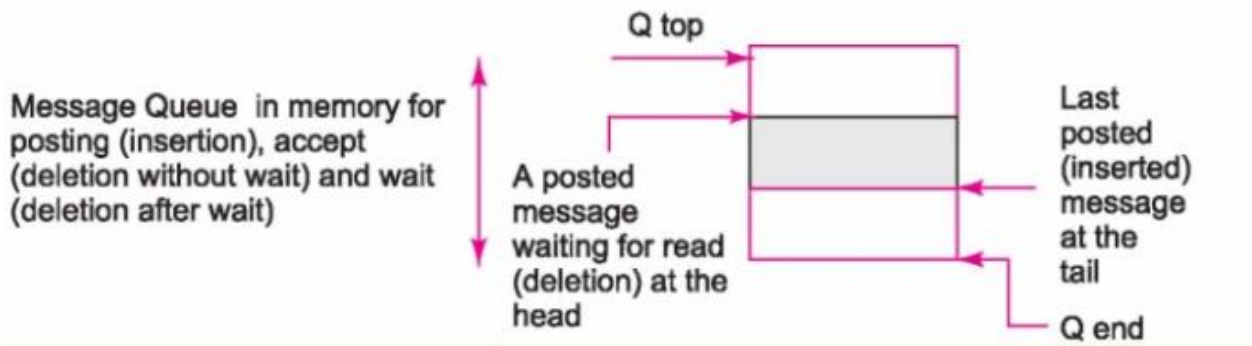 Q top
Message Queue in memory for
posting (insertion), accept
(deletion without wait) and wait
(deletion after wait)
A posted
message
waiting for read
(deletion) at the
head
Last
posted
(inserted)
message
at the
tail
Q end